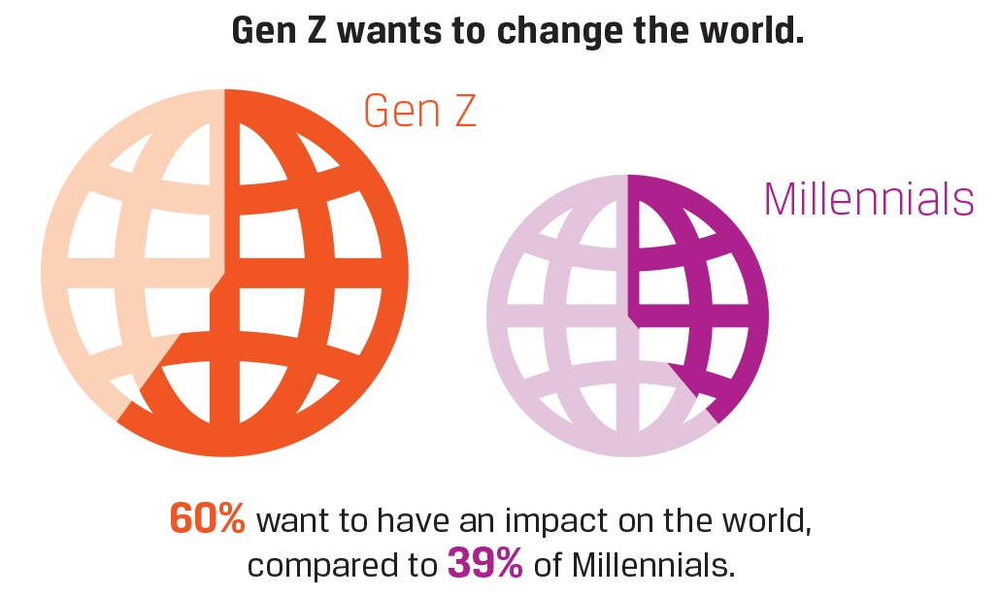 Gen Z wants to change the world.
Gen Z
Millennials
60% want to have an impact on the world,
compared to 39% of Millennials.